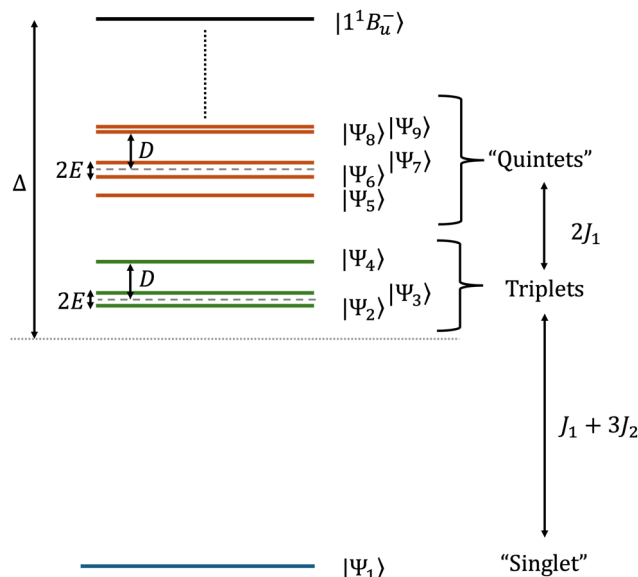 |1¹B_u⁻⟩
|Ψ₈⟩ |Ψ₉⟩
D
2E
|Ψ₆⟩ |Ψ₇⟩
"Quintets"
Δ
|Ψ₅⟩
2J₁
|Ψ₄⟩
D
2E
|Ψ₂⟩ |Ψ₃⟩
Triplets
J₁ + 3J₂
|Ψ₁⟩
"Singlet"